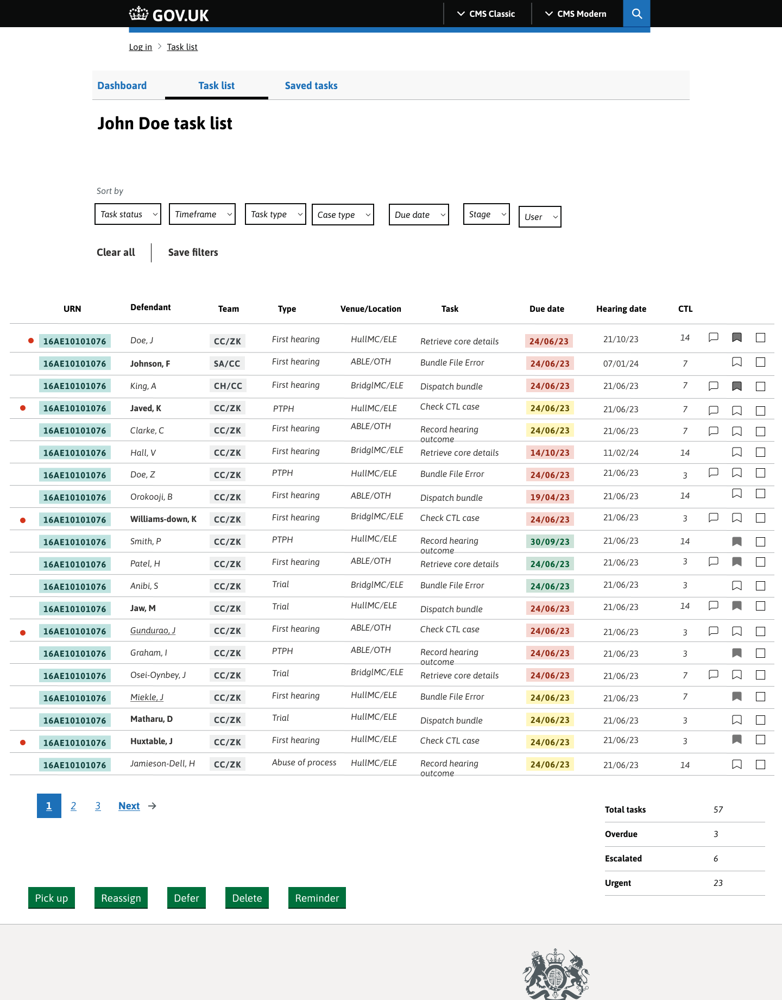 GOV.UK CMS Classic CMS Modern
Log in Task list
Dashboard Task list Saved tasks
John Doe task list
Sort by
Task status Timeframe Task type Case type Due date Stage User
Clear all Save filters
URN Defendant Team Type Venue/Location Task Due date Hearing date CTL
16AE10101076 Doe, J CC/ZK First hearing HullMC/ELE Retrieve core details 24/06/23 21/10/23 14
16AE10101076 Johnson, F SA/CC First hearing ABLE/OTH Bundle File Error 24/06/23 07/01/24 7
16AE10101076 King, A CH/CC First hearing BridglMC/ELE Dispatch bundle 24/06/23 21/06/23 7
16AE10101076 Javed, K CC/ZK PTPH HullMC/ELE Check CTL case 24/06/23 21/06/23 7
16AE10101076 Clarke, C CC/ZK First hearing ABLE/OTH Record hearing 24/06/23 21/06/23 7
outcome
16AE10101076 Hall, V CC/ZK First hearing BridglMC/ELE Retrieve core details 14/10/23 11/02/24 14
16AE10101076 Doe, Z CC/ZK PTPH HullMC/ELE Bundle File Error 24/06/23 21/06/23 3
16AE10101076 Orokooji, B CC/ZK First hearing ABLE/OTH Dispatch bundle 19/04/23 21/06/23 14
16AE10101076 Williams-down, K CC/ZK First hearing BridglMC/ELE Check CTL case 24/06/23 21/06/23 3
16AE10101076 Smith, P CC/ZK PTPH HullMC/ELE Record hearing 30/09/23 21/06/23 14
outcome
16AE10101076 Patel, H CC/ZK First hearing ABLE/OTH Retrieve core details 24/06/23 21/06/23 3
16AE10101076 Anibi, S CC/ZK Trial BridglMC/ELE Bundle File Error 24/06/23 21/06/23 3
16AE10101076 Jaw, M CC/ZK Trial HullMC/ELE Dispatch bundle 24/06/23 21/06/23 14
16AE10101076 Gundurao, J CC/ZK First hearing ABLE/OTH Check CTL case 24/06/23 21/06/23 3
16AE10101076 Graham, I CC/ZK PTPH ABLE/OTH Record hearing 24/06/23 21/06/23 3
outcome
16AE10101076 Osei-Oynbey, J CC/ZK Trial BridglMC/ELE Retrieve core details 24/06/23 21/06/23 7
16AE10101076 Miekle, J CC/ZK First hearing HullMC/ELE Bundle File Error 24/06/23 21/06/23 7
16AE10101076 Matharu, D CC/ZK Trial HullMC/ELE Dispatch bundle 24/06/23 21/06/23 3
16AE10101076 Huxtable, J CC/ZK First hearing HullMC/ELE Check CTL case 24/06/23 21/06/23 3
16AE10101076 Jamieson-Dell, H CC/ZK Abuse of process HullMC/ELE Record hearing 24/06/23 21/06/23 14
outcome
1 2 3 Next
Total tasks 57
Overdue 3
Escalated 6
Urgent 23
Pick up Reassign Defer Delete Reminder